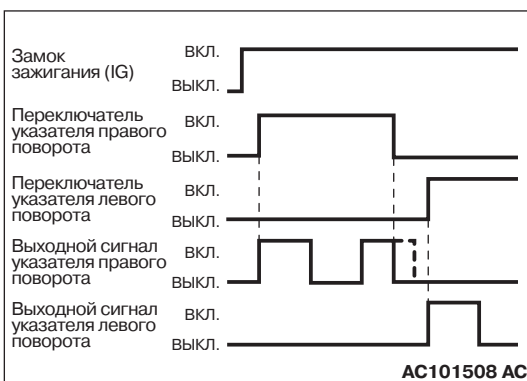 Замок
зажигания (IG)
ВКЛ.
ВЫКЛ.
Переключатель
указателя правого
поворота
ВКЛ.
ВЫКЛ.
Переключатель
указателя левого
поворота
ВКЛ.
ВЫКЛ.
Выходной сигнал
указателя правого
поворота
ВКЛ.
ВЫКЛ.
Выходной сигнал
указателя левого
поворота
ВКЛ.
ВЫКЛ.
AC101508 AC